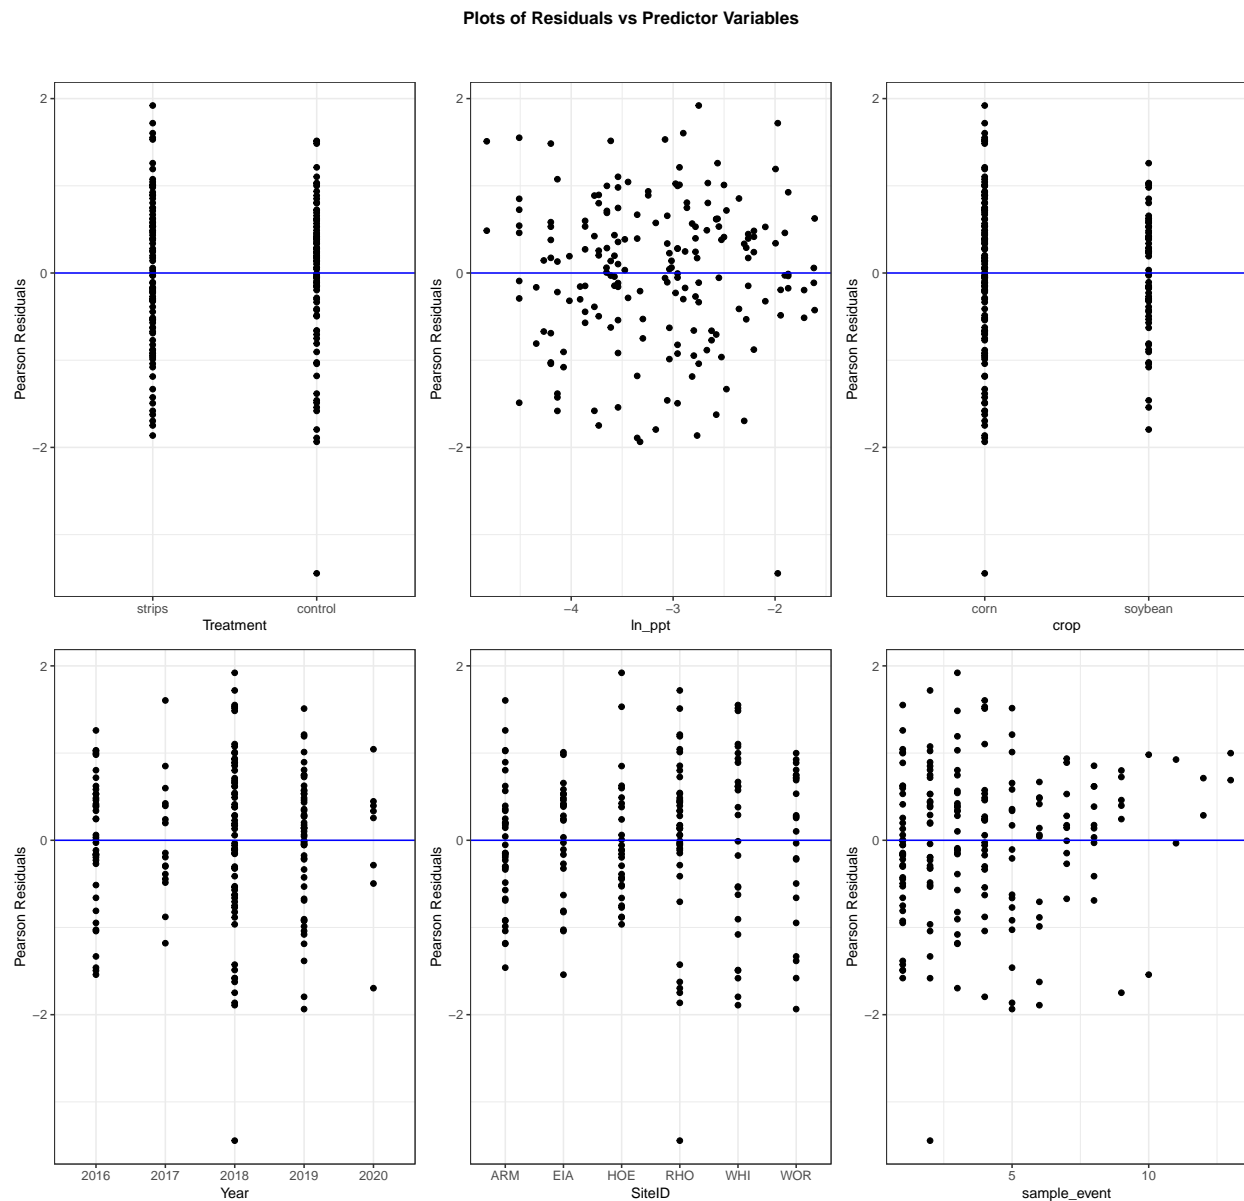 Plots of Residuals vs Predictor Variables
2
0
−2
Pearson Residuals
strips control
Treatment
2
0
−2
Pearson Residuals
−4 −3 −2
ln_ppt
2
0
−2
Pearson Residuals
corn soybean
crop
2
0
−2
Pearson Residuals
2016 2017 2018 2019 2020
Year
2
0
−2
Pearson Residuals
ARM EIA HOE RHO WHI WOR
SiteID
2
0
−2
Pearson Residuals
5 10
sample_event